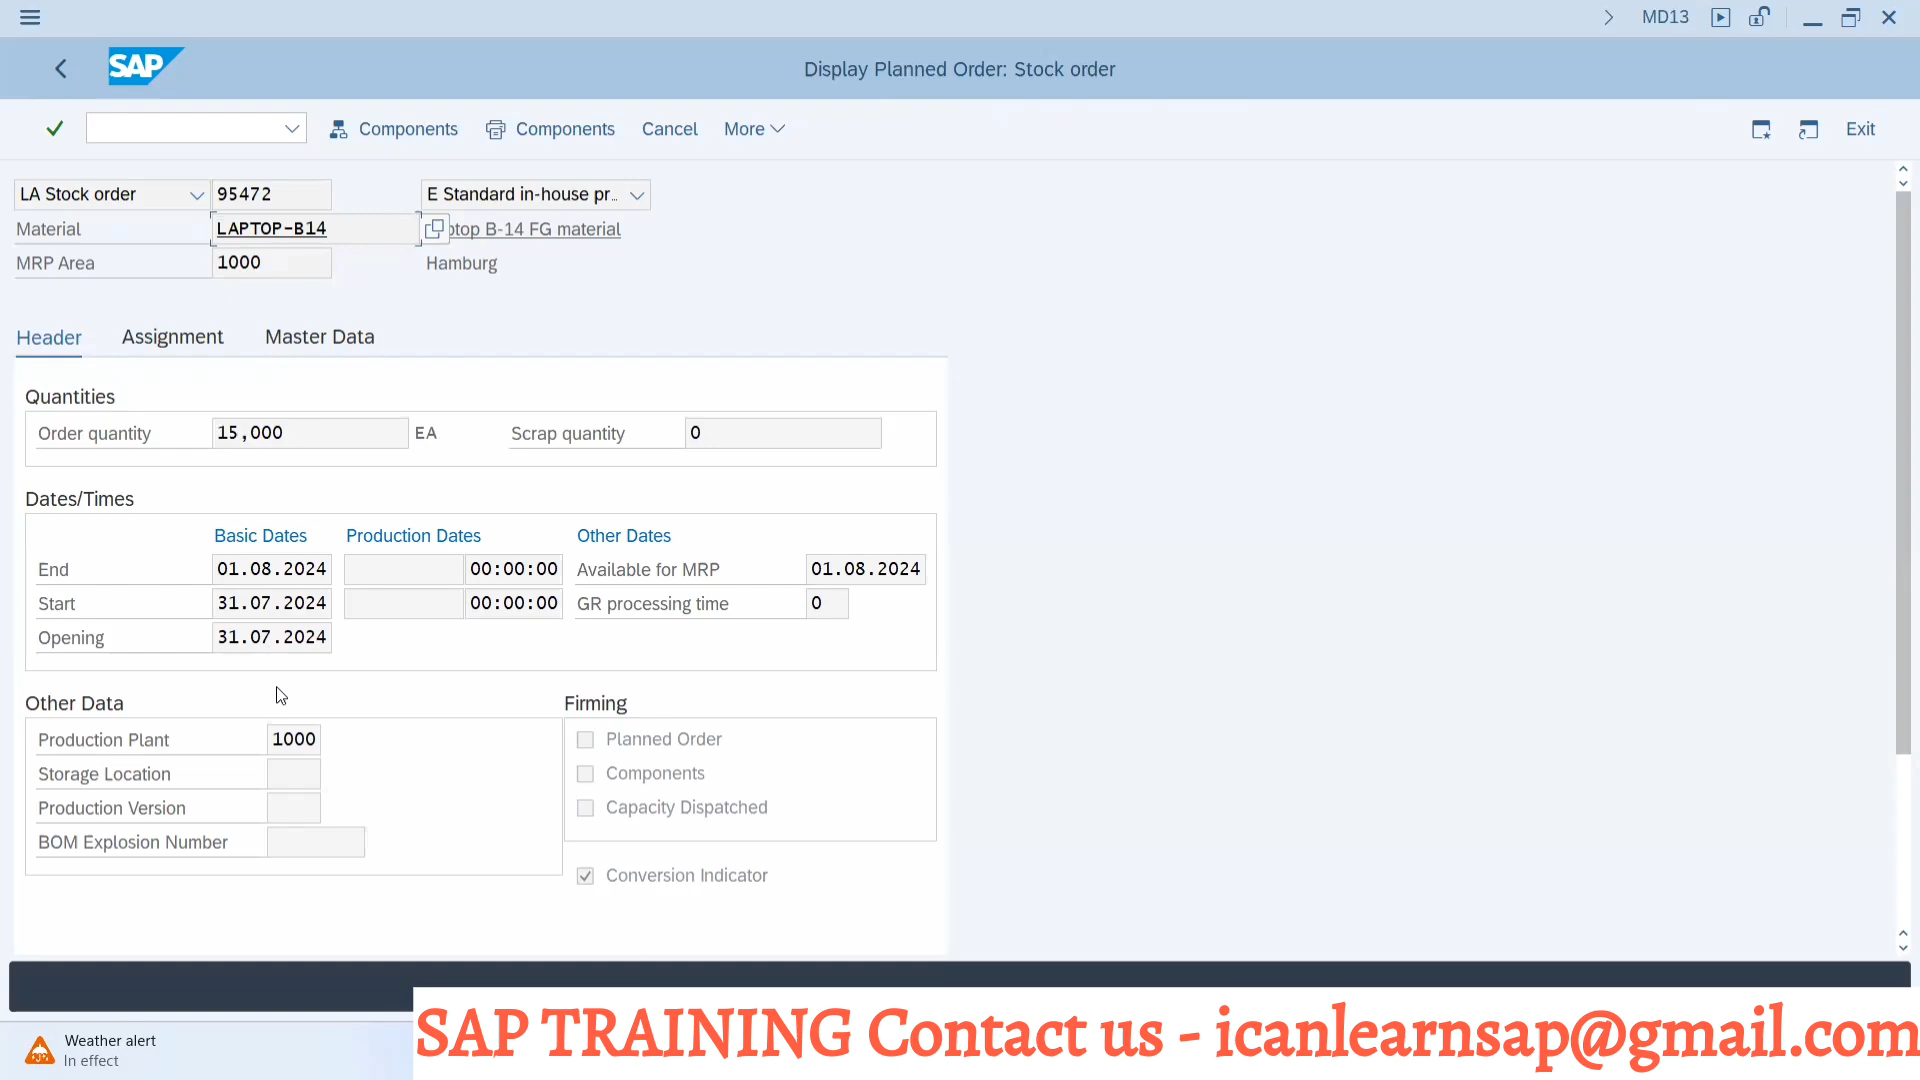 MD13
SAP
Display Planned Order: Stock order
Components
Components
Cancel
More
Exit
LA Stock order
95472
E Standard in-house pr…
Material
LAPTOP-B14
ptop B-14 FG material
MRP Area
1000
Hamburg
Header
Assignment
Master Data
Quantities
Order quantity
15,000
EA
Scrap quantity
0
Dates/Times
Basic Dates
Production Dates
Other Dates
End
01.08.2024
00:00:00
Available for MRP
01.08.2024
Start
31.07.2024
00:00:00
GR processing time
0
Opening
31.07.2024
Other Data
Firming
Production Plant
1000
Planned Order
Storage Location
Components
Production Version
Capacity Dispatched
BOM Explosion Number
Conversion Indicator
Weather alert
In effect
SAP TRAINING Contact us - icanlearnsap@gmail.com